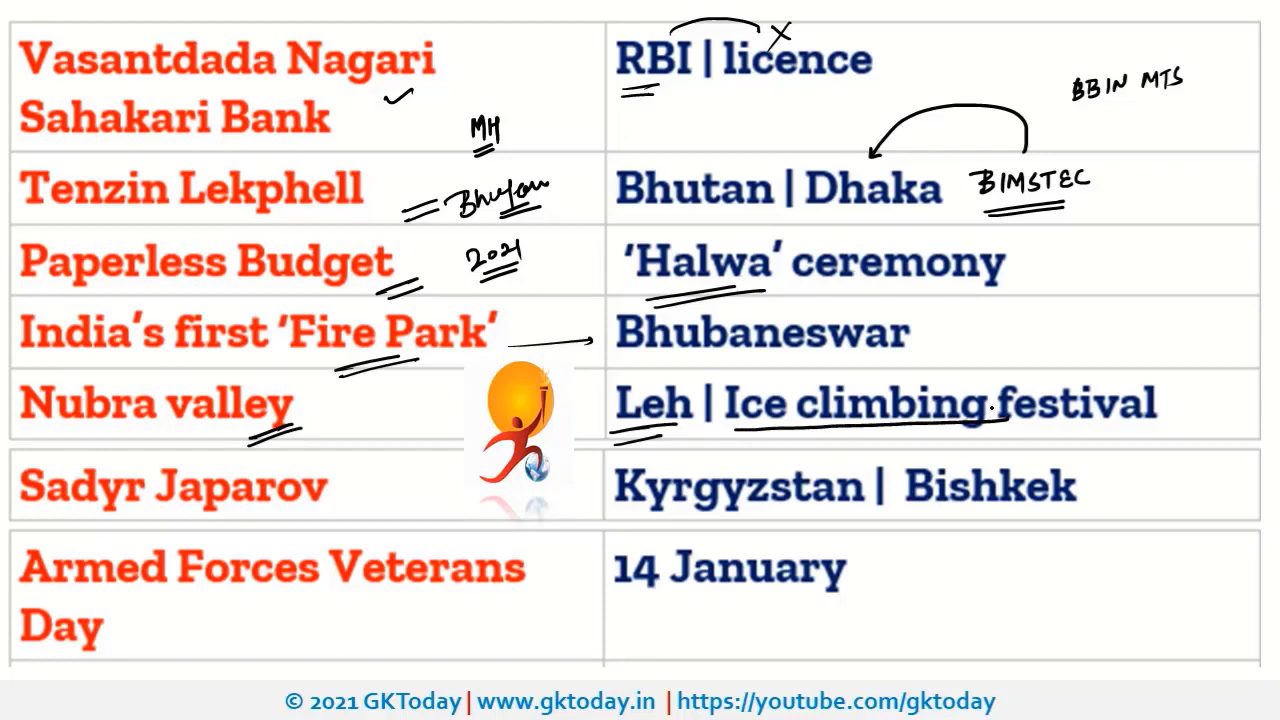 Vasantdada Nagari
Sahakari Bank
MH
RBI | licence
X
BBIN MTS
Tenzin Lekphell
Bhutan
Bhutan | Dhaka
BIMSTEC
Paperless Budget
2021
‘Halwa’ ceremony
India’s first ‘Fire Park’
Bhubaneswar
Nubra valley
Leh | Ice climbing festival
Sadyr Japarov
Kyrgyzstan | Bishkek
Armed Forces Veterans
Day
14 January
© 2021 GKToday | www.gktoday.in | https://youtube.com/gktoday